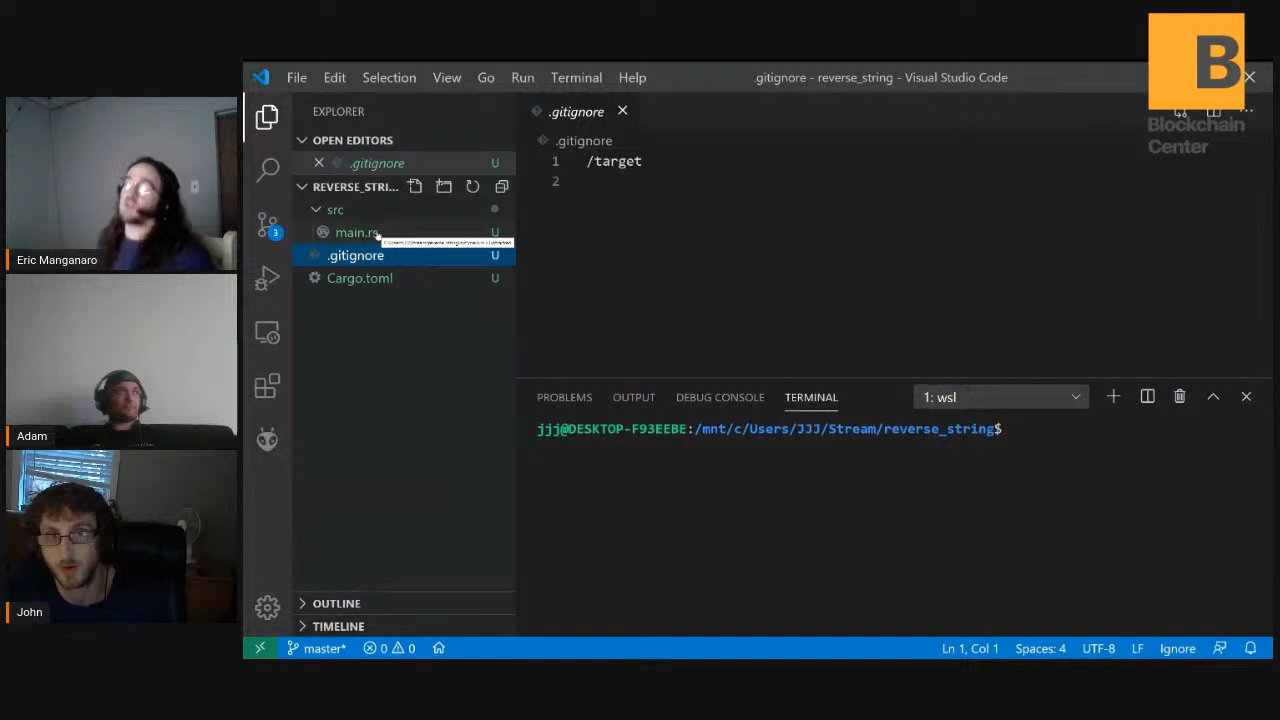 File Edit Selection View Go Run Terminal Help
.gitignore - reverse_string - Visual Studio Code
B
Blockchain
Center
EXPLORER
OPEN EDITORS
.gitignore U
REVERSE_STRI...
src
main.rs U
.gitignore U
Cargo.toml U
3
OUTLINE
TIMELINE
.gitignore
.gitignore
1 /target
2
PROBLEMS OUTPUT DEBUG CONSOLE TERMINAL 1: wsl
jjj@DESKTOP-F93EEBE:/mnt/c/Users/JJJ/Stream/reverse_string$
master* 0 0 Ln 1, Col 1 Spaces: 4 UTF-8 LF Ignore
Eric Manganaro
Adam
John